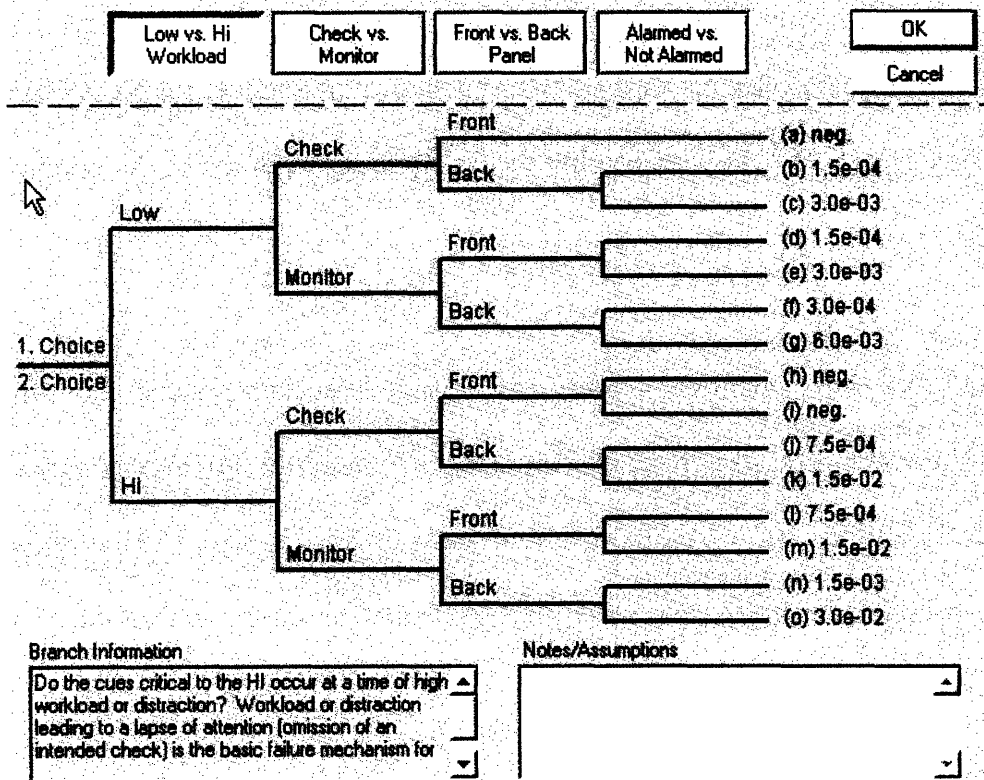 Low vs. Hi
Workload
Check vs.
Monitor
Front vs. Back
Panel
Alarmed vs.
Not Alarmed
OK
Cancel
Front
(a) neg.
Check
Back
(b) 1.5e-04
(c) 3.0e-03
Low
Front
(d) 1.5e-04
(e) 3.0e-03
Monitor
Back
(f) 3.0e-04
(g) 6.0e-03
1. Choice
2. Choice
Front
(h) neg.
(i) neg.
Check
Back
(j) 7.5e-04
(k) 1.5e-02
Hi
Front
(l) 7.5e-04
(m) 1.5e-02
Monitor
Back
(n) 1.5e-03
(o) 3.0e-02
Branch Information
Do the cues critical to the HI occur at a time of high
workload or distraction? Workload or distraction
leading to a lapse of attention (omission of an
intended check) is the basic failure mechanism for
Notes/Assumptions